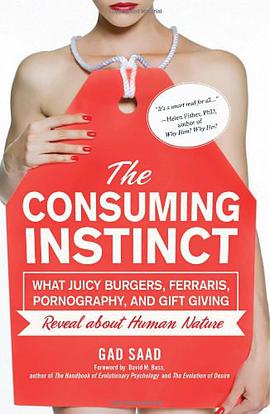 "It's a smart read for all..."
—Helen Fisher, PhD,
author of
Why Him? Why Her?
The
CONSUMING
INSTINCT
WHAT JUICY BURGERS, FERRARIS,
PORNOGRAPHY, AND GIFT GIVING
Reveal about Human Nature
GAD SAAD
Foreword by David M. Buss,
author of The Handbook of Evolutionary Psychology and The Evolution of Desire